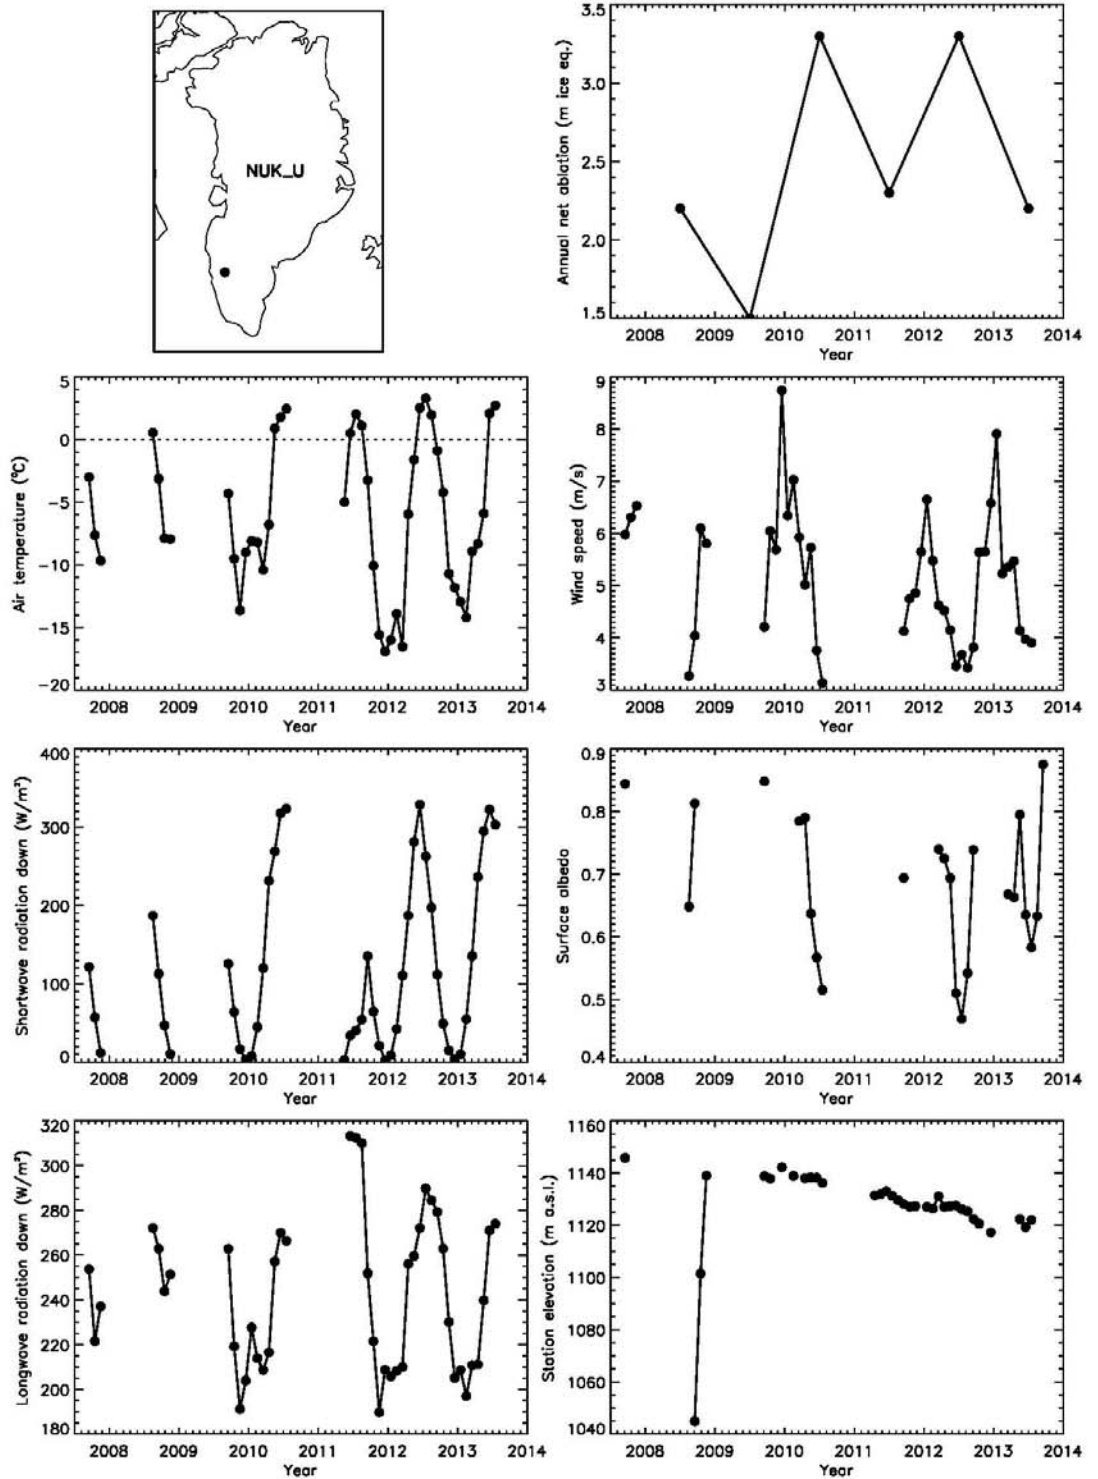 NUK_U
Annual net ablation (m ice eq.)
3.5
3.0
2.5
2.0
1.5
2008 2009 2010 2011 2012 2013 2014
Year
Air temperature (°C)
5
0
−5
−10
−15
−20
2008 2009 2010 2011 2012 2013 2014
Year
Wind speed (m/s)
9
8
7
6
5
4
3
2008 2009 2010 2011 2012 2013 2014
Year
Shortwave radiation down (W/m²)
400
300
200
100
0
2008 2009 2010 2011 2012 2013 2014
Year
Surface albedo
0.9
0.8
0.7
0.6
0.5
0.4
2008 2009 2010 2011 2012 2013 2014
Year
Longwave radiation down (W/m²)
320
300
280
260
240
220
200
180
2008 2009 2010 2011 2012 2013 2014
Year
Station elevation (m a.s.l.)
1160
1140
1120
1100
1080
1060
1040
2008 2009 2010 2011 2012 2013 2014
Year